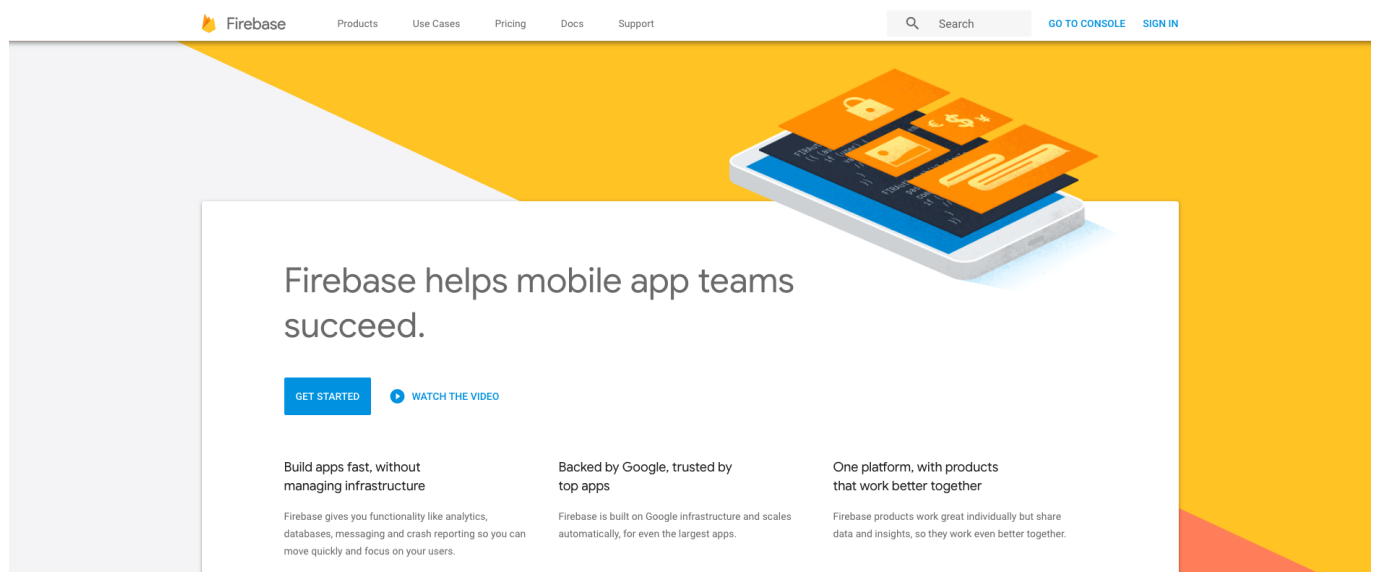 Firebase
Products
Use Cases
Pricing
Docs
Support
Search
GO TO CONSOLE
SIGN IN
€ $ ¥
Firebase helps mobile app teams
succeed.
GET STARTED
WATCH THE VIDEO
Build apps fast, without
managing infrastructure
Firebase gives you functionality like analytics,
databases, messaging and crash reporting so you can
move quickly and focus on your users.
Backed by Google, trusted by
top apps
Firebase is built on Google infrastructure and scales
automatically, for even the largest apps.
One platform, with products
that work better together
Firebase products work great individually but share
data and insights, so they work even better together.